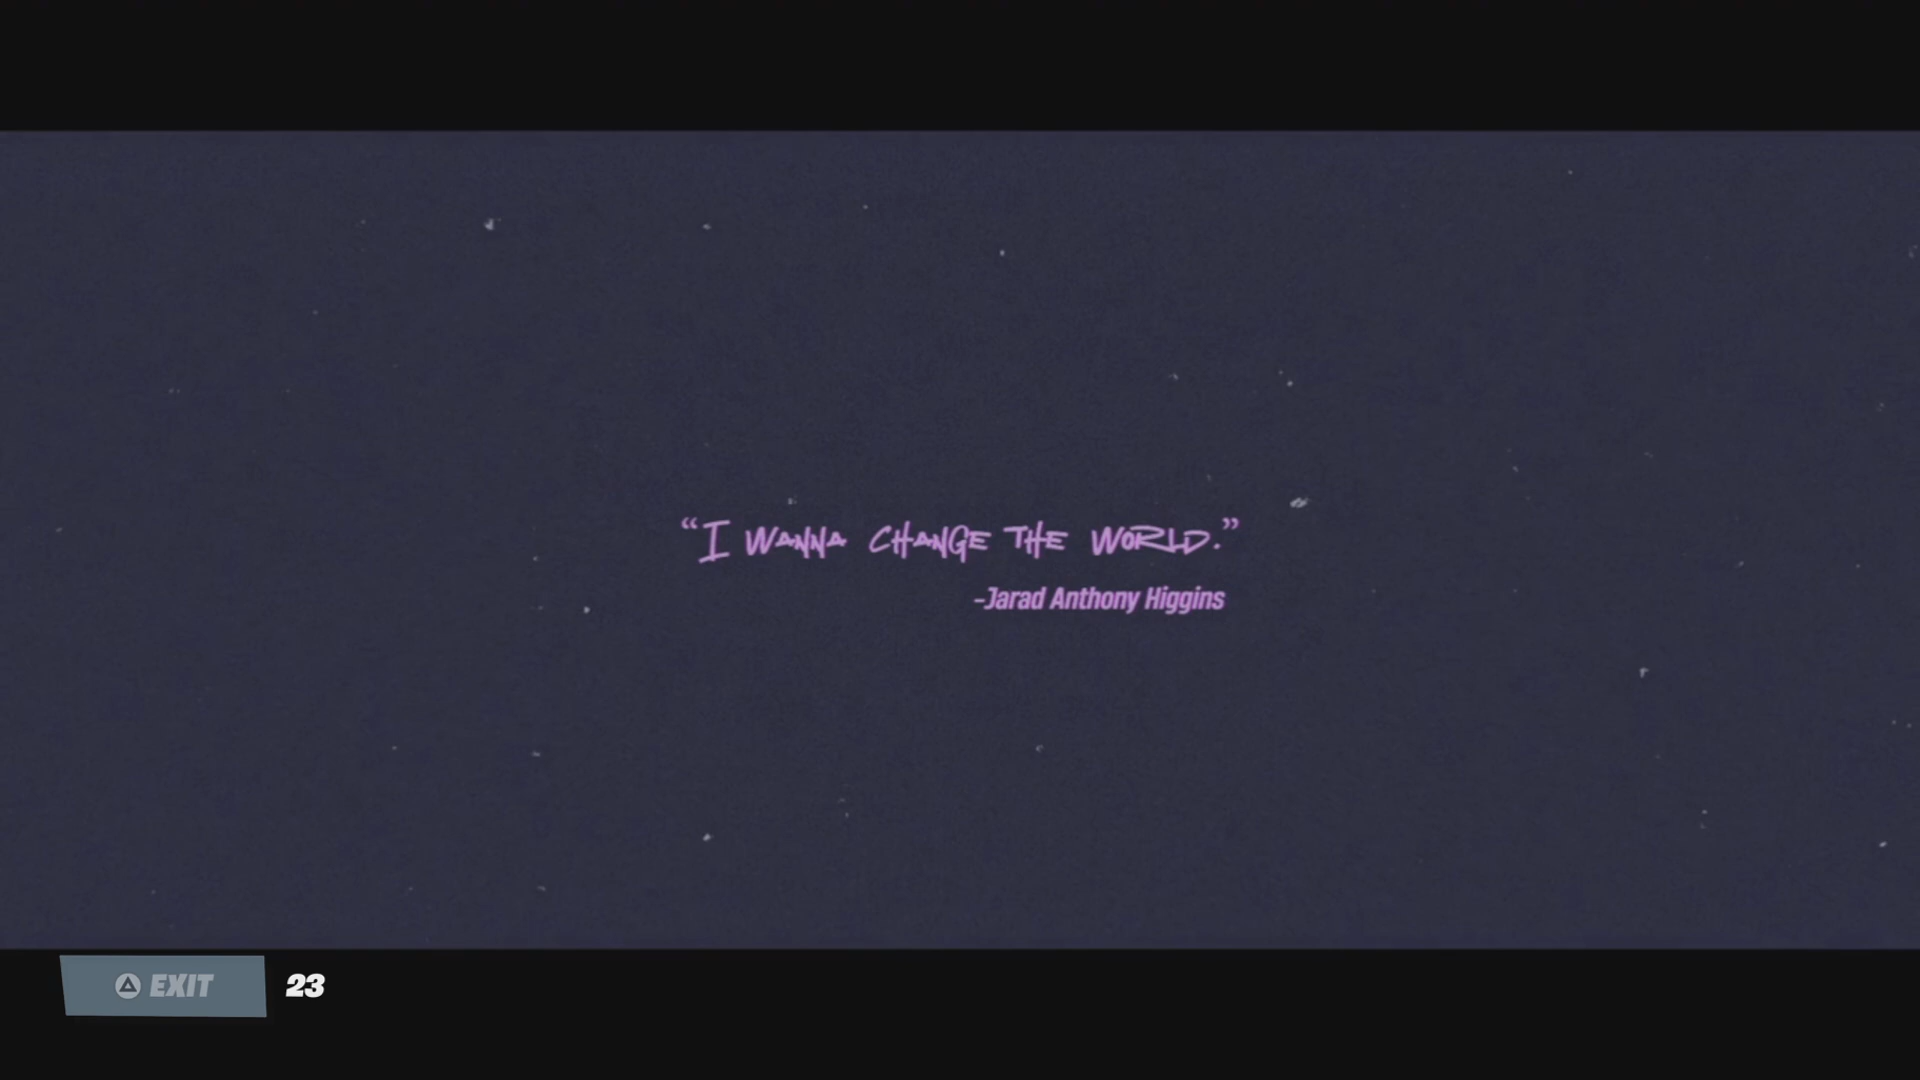 “I WANNA CHANGE THE WORLD.”
–Jarad Anthony Higgins
EXIT 23